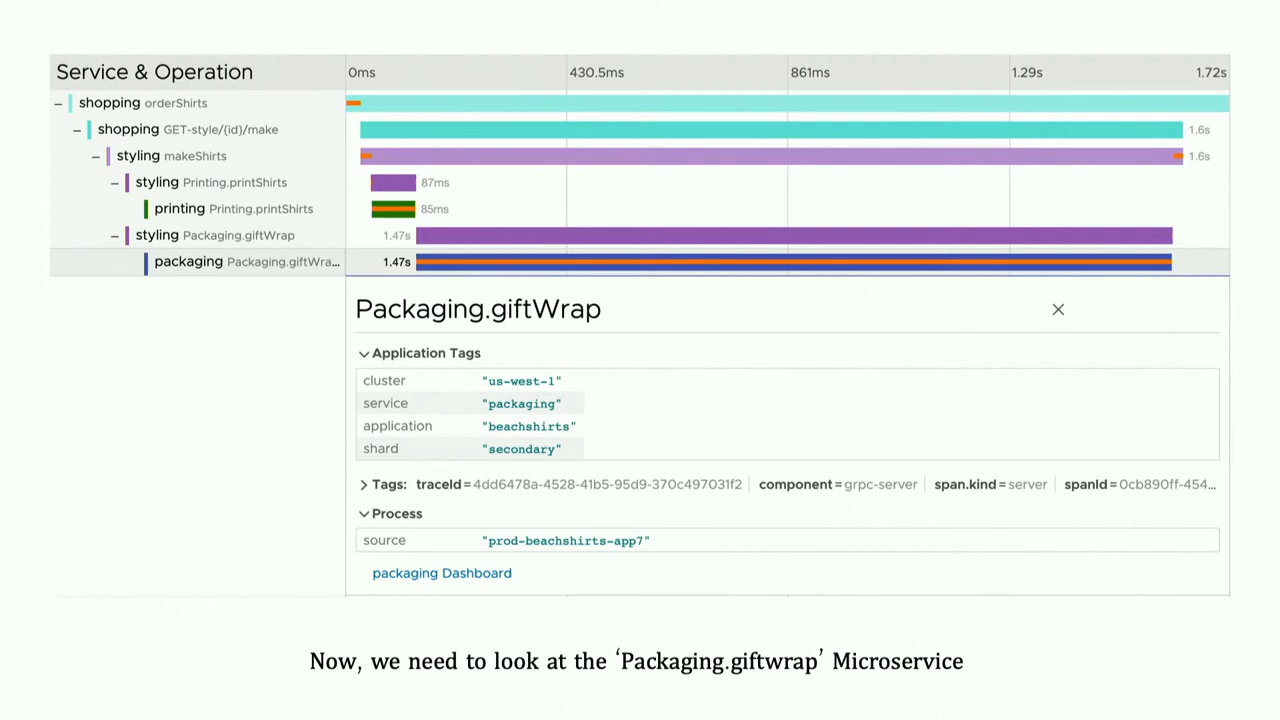 Service & Operation 0ms 430.5ms 861ms 1.29s 1.72s
– shopping orderShirts
– shopping GET-style/{id}/make 1.6s
– styling makeShirts 1.6s
– styling Printing.printShirts 87ms
printing Printing.printShirts 85ms
– styling Packaging.giftWrap 1.47s
packaging Packaging.giftWra... 1.47s
Packaging.giftWrap ×
Application Tags
cluster "us-west-1"
service "packaging"
application "beachshirts"
shard "secondary"
Tags: traceId=4dd6478a-4528-41b5-95d9-370c497031f2 component=grpc-server span.kind=server spanId=0cb890ff-454...
Process
source "prod-beachshirts-app7"
packaging Dashboard
Now, we need to look at the ‘Packaging.giftwrap’ Microservice